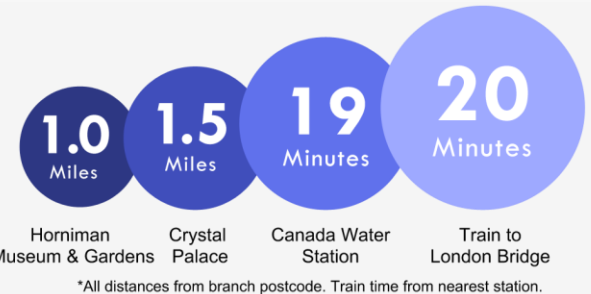 1.0
Miles
1.5
Miles
19
Minutes
20
Minutes
Horniman
Museum & Gardens
Crystal
Palace
Canada Water
Station
Train to
London Bridge
*All distances from branch postcode. Train time from nearest station.